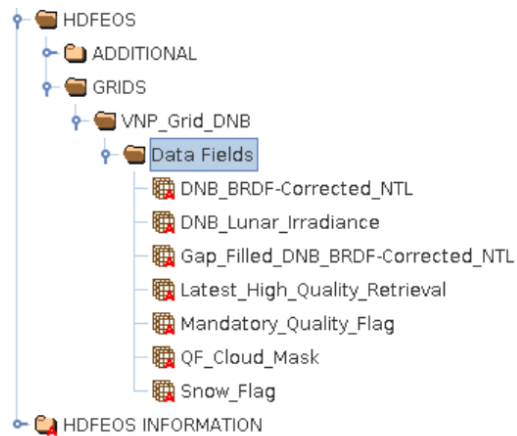 HDFEOS
ADDITIONAL
GRIDS
VNP_Grid_DNB
Data Fields
DNB_BRDF-Corrected_NTL
DNB_Lunar_Irradiance
Gap_Filled_DNB_BRDF-Corrected_NTL
Latest_High_Quality_Retrieval
Mandatory_Quality_Flag
QF_Cloud_Mask
Snow_Flag
HDFEOS INFORMATION